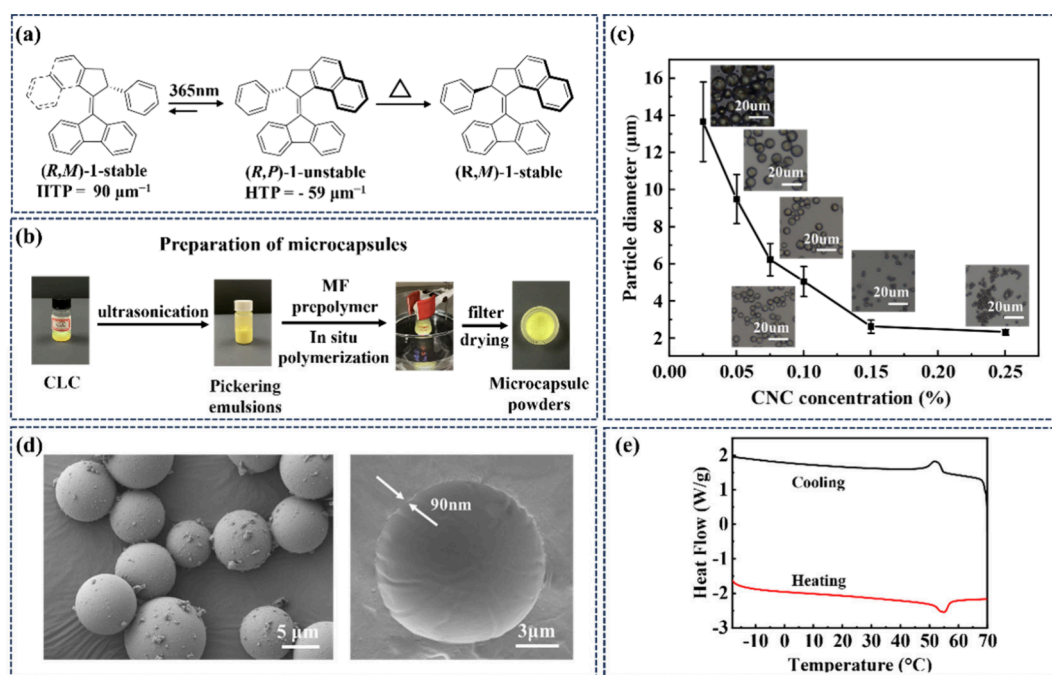 (a)
365nm
△
(R,M)-1-stable
HTP = 90 μm⁻¹
(R,P)-1-unstable
HTP = - 59 μm⁻¹
(R,M)-1-stable
(b)
Preparation of microcapsules
ultrasonication
MF
prepolymer
In situ
polymerization
filter
drying
CLC
Pickering
emulsions
Microcapsule
powders
(c)
Particle diameter (μm)
16
14
12
10
8
6
4
2
20um
20um
20um
20um
20um
20um
0.00
0.05
0.10
0.15
0.20
0.25
CNC concentration (%)
(d)
5 μm
90nm
3μm
(e)
Heat Flow (W/g)
2
1
0
-1
-2
-3
Cooling
Heating
-10
0
10
20
30
40
50
60
70
Temperature (°C)